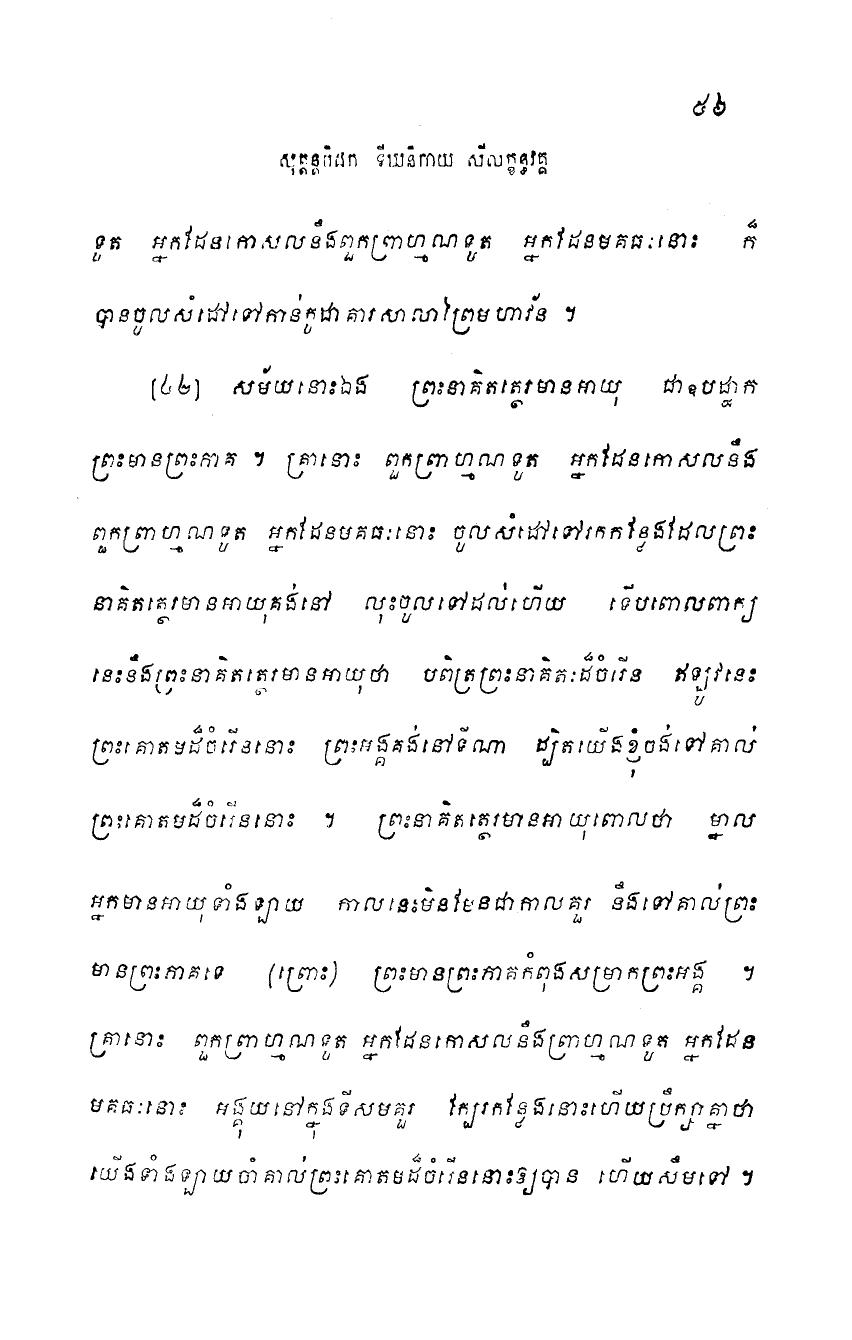 ៥៦
សុត្តន្តបិដក ទីឃនិកាយ សីលក្ខន្ធវគ្គ
ទូត អ្នកដែនកោសលនឹងពួកព្រាហ្មណទូត អ្នកដែនមគធៈនោះ ក៏
បានចូលសំដៅទៅកាន់កូដាគារសាលាព្រៃមហាវ័ន ។
[៤២] សម័យនោះឯង ព្រះនាគិតត្ថេរមានអាយុ ជាឧបដ្ឋាក
ព្រះមានព្រះភាគ ។ គ្រានោះ ពួកព្រាហ្មណទូត អ្នកដែនកោសលនឹង
ពួកព្រាហ្មណទូត អ្នកដែនមគធៈនោះ ចូលសំដៅទៅរកកន្លែងដែលព្រះ
នាគិតត្ថេរមានអាយុគង់នៅ លុះចូលទៅដល់ហើយ ទើបពោលពាក្យ
នេះនឹងព្រះនាគិតត្ថេរមានអាយុថា បពិត្រព្រះនាគិតៈដ៏ចំរើន ឥឡូវនេះ
ព្រះគោតមដ៏ចំរើននោះ ព្រះអង្គគង់នៅទីណា ដ្បិតយើងខ្ញុំចង់ទៅគាល់
ព្រះគោតមដ៏ចំរើននោះ ។ ព្រះនាគិតត្ថេរមានអាយុពោលថា ម្នាល
អ្នកមានអាយុទាំងឡាយ កាលនេះមិនមែនជាកាលគួរ នឹងទៅគាល់ព្រះ
មានព្រះភាគទេ (ព្រោះ) ព្រះមានព្រះភាគកំពុងសម្រាកព្រះអង្គ ។
គ្រានោះ ពួកព្រាហ្មណទូត អ្នកដែនកោសលនឹងព្រាហ្មណទូត អ្នកដែន
មគធៈនោះ អង្គុយនៅក្នុងទីសមគួរ ក្បែរកន្លែងនោះហើយប្រឹក្សាគ្នាថា
យើងទាំងឡាយចាំគាល់ព្រះគោតមដ៏ចំរើននោះឱ្យបាន ហើយសឹមទៅ ។